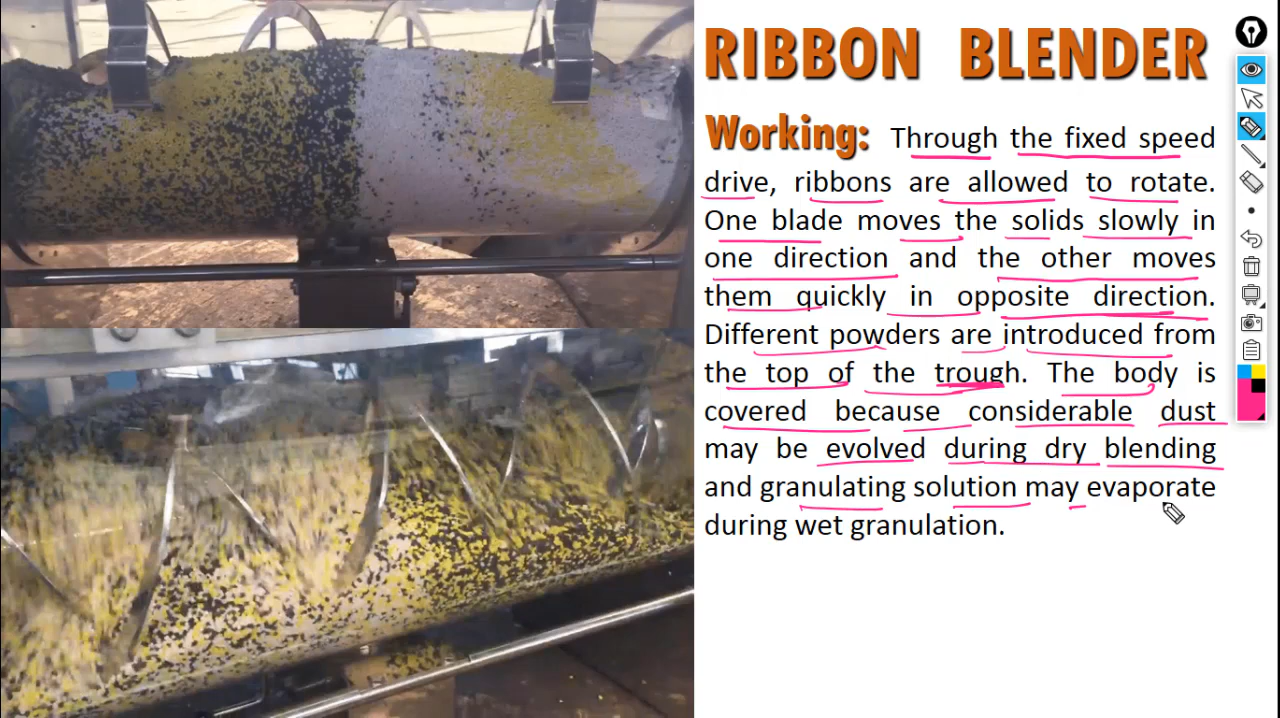 RIBBON BLENDER
Working: Through the fixed speed
drive, ribbons are allowed to rotate.
One blade moves the solids slowly in
one direction and the other moves
them quickly in opposite direction.
Different powders are introduced from
the top of the trough. The body is
covered because considerable dust
may be evolved during dry blending
and granulating solution may evaporate
during wet granulation.